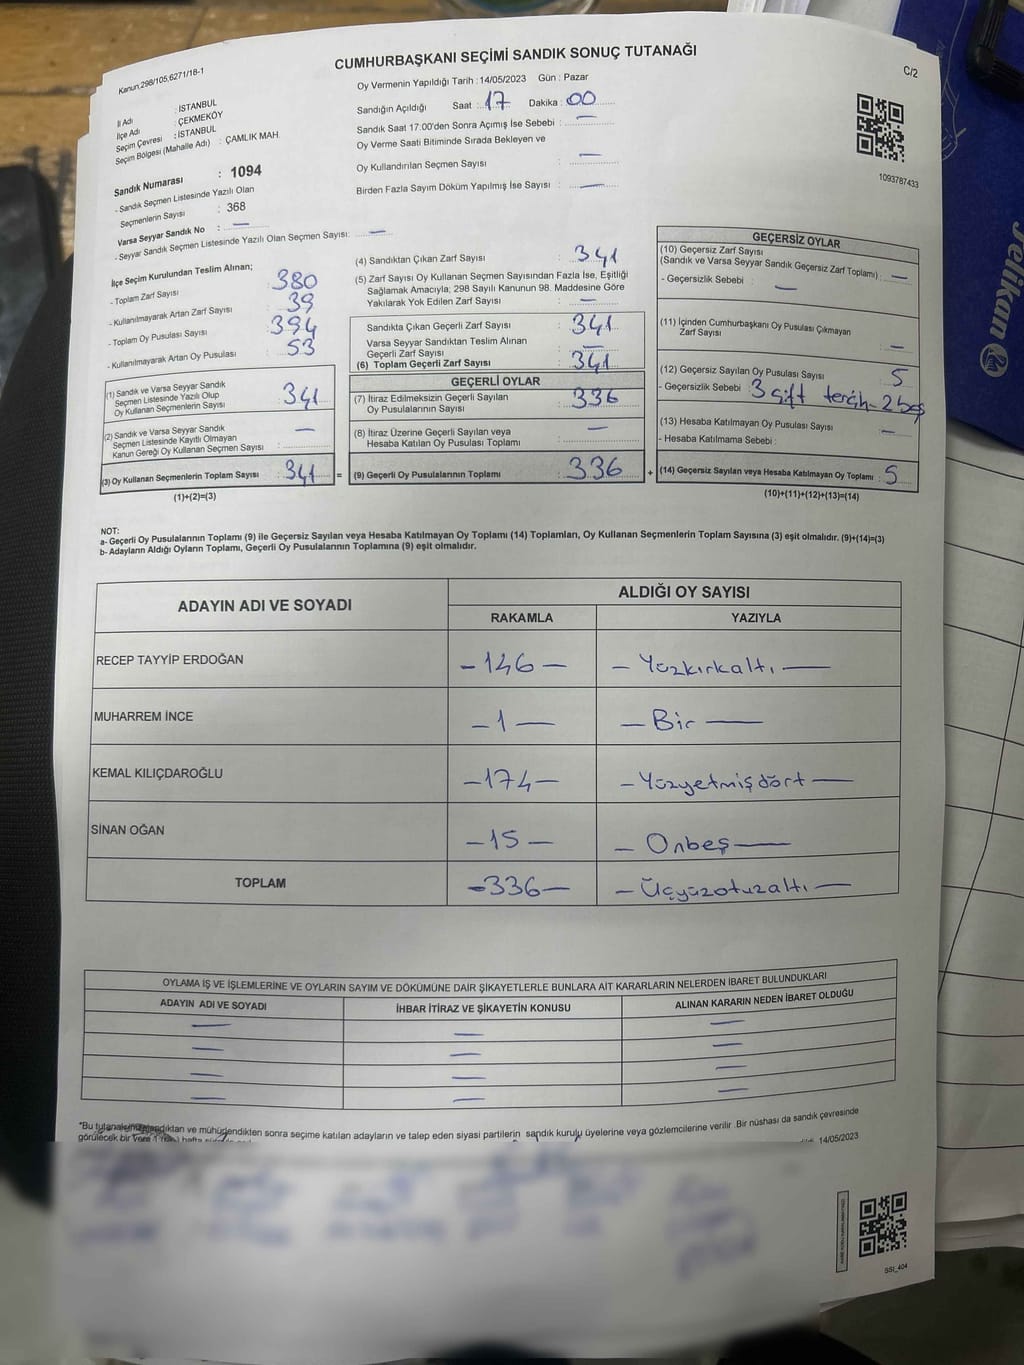 Kanun,298/105,6271/18-1
CUMHURBAŞKANI SEÇİMİ SANDIK SONUÇ TUTANAĞI
C/2
İl Adı : İSTANBUL
İlçe Adı : ÇEKMEKÖY
Seçim Çevresi : İSTANBUL
Seçim Bölgesi (Mahalle Adı) : ÇAMLIK MAH.
Sandık Numarası : 1094
- Sandık Seçmen Listesinde Yazılı Olan
Seçmenlerin Sayısı : 368
Varsa Seyyar Sandık No : —
- Seyyar Sandık Seçmen Listesinde Yazılı Olan Seçmen Sayısı: —
Oy Vermenin Yapıldığı Tarih : 14/05/2023 Gün : Pazar
Sandığın Açıldığı Saat : 17 Dakika : 00
Sandık Saat 17:00'den Sonra Açımış İse Sebebi : —
Oy Verme Saati Bitiminde Sırada Bekleyen ve
Oy Kullandırılan Seçmen Sayısı : —
Birden Fazla Sayım Döküm Yapılmış İse Sayısı : —
1093787433
İlçe Seçim Kurulundan Teslim Alınan;
- Toplam Zarf Sayısı : 380
- Kullanılmayarak Artan Zarf Sayısı : 39
- Toplam Oy Pusulası Sayısı : 394
- Kullanılmayarak Artan Oy Pusulası : 53
(1) Sandık ve Varsa Seyyar Sandık
Seçmen Listesinde Yazılı Olup
Oy Kullanan Seçmenlerin Sayısı : 341
(2) Sandık ve Varsa Seyyar Sandık
Seçmen Listesinde Kayıtlı Olmayan
Kanun Gereği Oy Kullanan Seçmen Sayısı : —
(3) Oy Kullanan Seçmenlerin Toplam Sayısı : 341 =
(1)+(2)=(3)
(4) Sandıktan Çıkan Zarf Sayısı : 341
(5) Zarf Sayısı Oy Kullanan Seçmen Sayısından Fazla İse, Eşitliği
Sağlamak Amacıyla; 298 Sayılı Kanunun 98. Maddesine Göre
Yakılarak Yok Edilen Zarf Sayısı : —
Sandıkta Çıkan Geçerli Zarf Sayısı : 341
Varsa Seyyar Sandıktan Teslim Alınan
Geçerli Zarf Sayısı : —
(6) Toplam Geçerli Zarf Sayısı : 341
GEÇERLİ OYLAR
(7) İtiraz Edilmeksizin Geçerli Sayılan
Oy Pusulalarının Sayısı : 336
(8) İtiraz Üzerine Geçerli Sayılan veya
Hesaba Katılan Oy Pusulası Toplamı : —
(9) Geçerli Oy Pusulalarının Toplamı : 336 +
GEÇERSİZ OYLAR
(10) Geçersiz Zarf Sayısı
(Sandık ve Varsa Seyyar Sandık Geçersiz Zarf Toplamı) : —
- Geçersizlik Sebebi : —
(11) İçinden Cumhurbaşkanı Oy Pusulası Çıkmayan
Zarf Sayısı : —
(12) Geçersiz Sayılan Oy Pusulası Sayısı : 5
- Geçersizlik Sebebi : 3 çift tercih - 2 boş
(13) Hesaba Katılmayan Oy Pusulası Sayısı : —
- Hesaba Katılmama Sebebi :
(14) Geçersiz Sayılan veya Hesaba Katılmayan Oy Toplamı : 5
(10)+(11)+(12)+(13)=(14)
NOT:
a- Geçerli Oy Pusulalarının Toplamı (9) ile Geçersiz Sayılan veya Hesaba Katılmayan Oy Toplamı (14) Toplamları, Oy Kullanan Seçmenlerin Toplam Sayısına (3) eşit olmalıdır. (9)+(14)=(3)
b- Adayların Aldığı Oyların Toplamı, Geçerli Oy Pusulalarının Toplamına (9) eşit olmalıdır.
ADAYIN ADI VE SOYADI
ALDIĞI OY SAYISI
RAKAMLA YAZIYLA
RECEP TAYYİP ERDOĞAN - 146 — - Yüzkırkaltı —
MUHARREM İNCE - 1 — - Bir —
KEMAL KILIÇDAROĞLU - 174 — - Yüzyetmişdört —
SİNAN OĞAN - 15 — - Onbeş —
TOPLAM - 336 — - Üçyüzotuzaltı —
OYLAMA İŞ VE İŞLEMLERİNE VE OYLARIN SAYIM VE DÖKÜMÜNE DAİR ŞİKAYETLERLE BUNLARA AİT KARARLARIN NELERDEN İBARET BULUNDUKLARI
ADAYIN ADI VE SOYADI İHBAR İTİRAZ VE ŞİKAYETİN KONUSU ALINAN KARARIN NEDEN İBARET OLDUĞU
— — —
— — —
— — —
— — —
*Bu sonra seçime katılan adayların ve talep eden siyasi partilerin sandık kurulu üyelerine veya gözlemcilerine verilir. Bir nüshası da sandık çevresinde
görülecek bir 14/05/2023
SSI_404
Pelikan